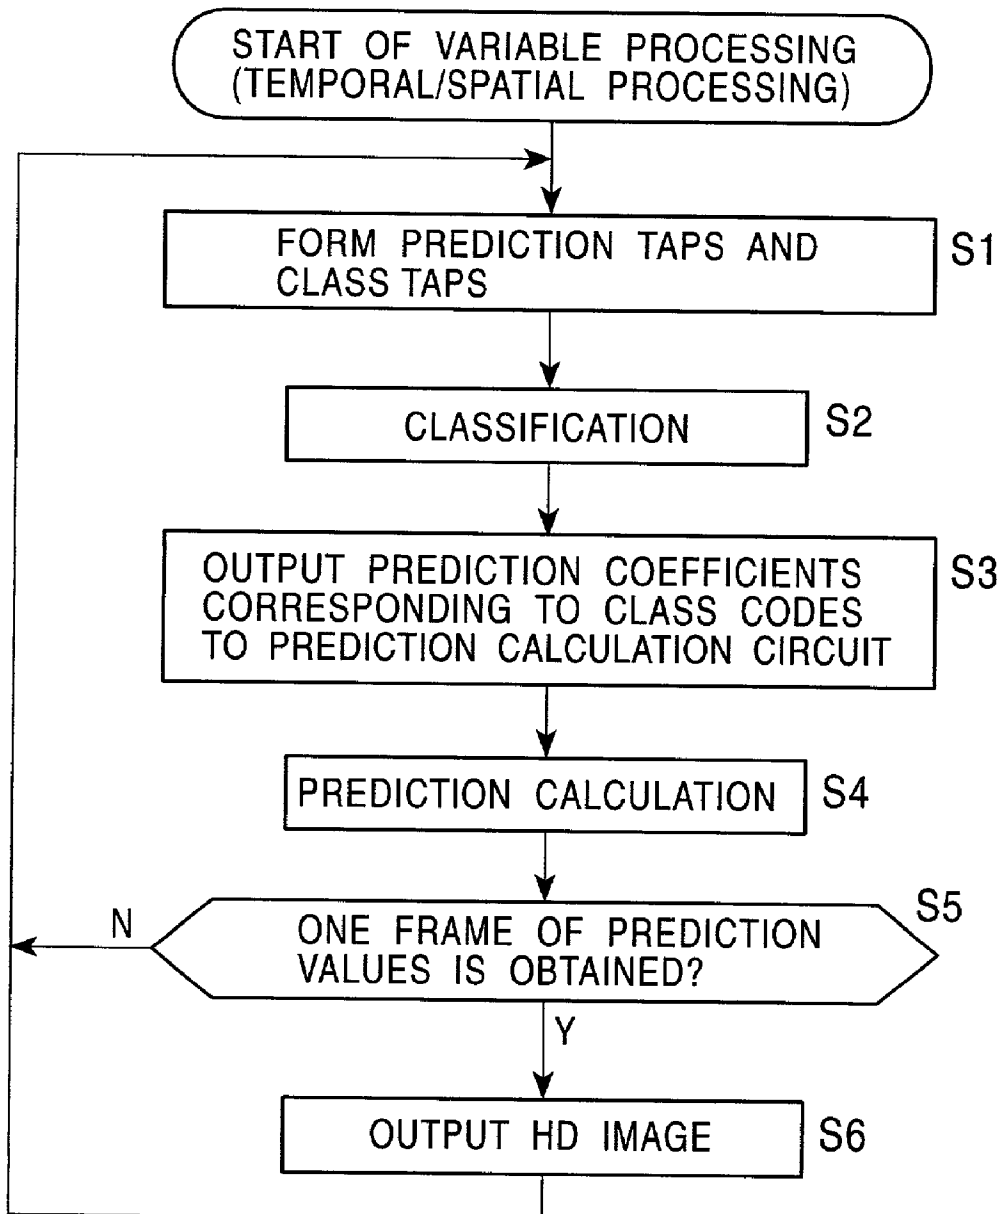 START OF VARIABLE PROCESSING
(TEMPORAL/SPATIAL PROCESSING)
FORM PREDICTION TAPS AND
CLASS TAPS
S1
CLASSIFICATION
S2
OUTPUT PREDICTION COEFFICIENTS
CORRESPONDING TO CLASS CODES
TO PREDICTION CALCULATION CIRCUIT
S3
PREDICTION CALCULATION
S4
ONE FRAME OF PREDICTION
VALUES IS OBTAINED?
S5
N
Y
OUTPUT HD IMAGE
S6